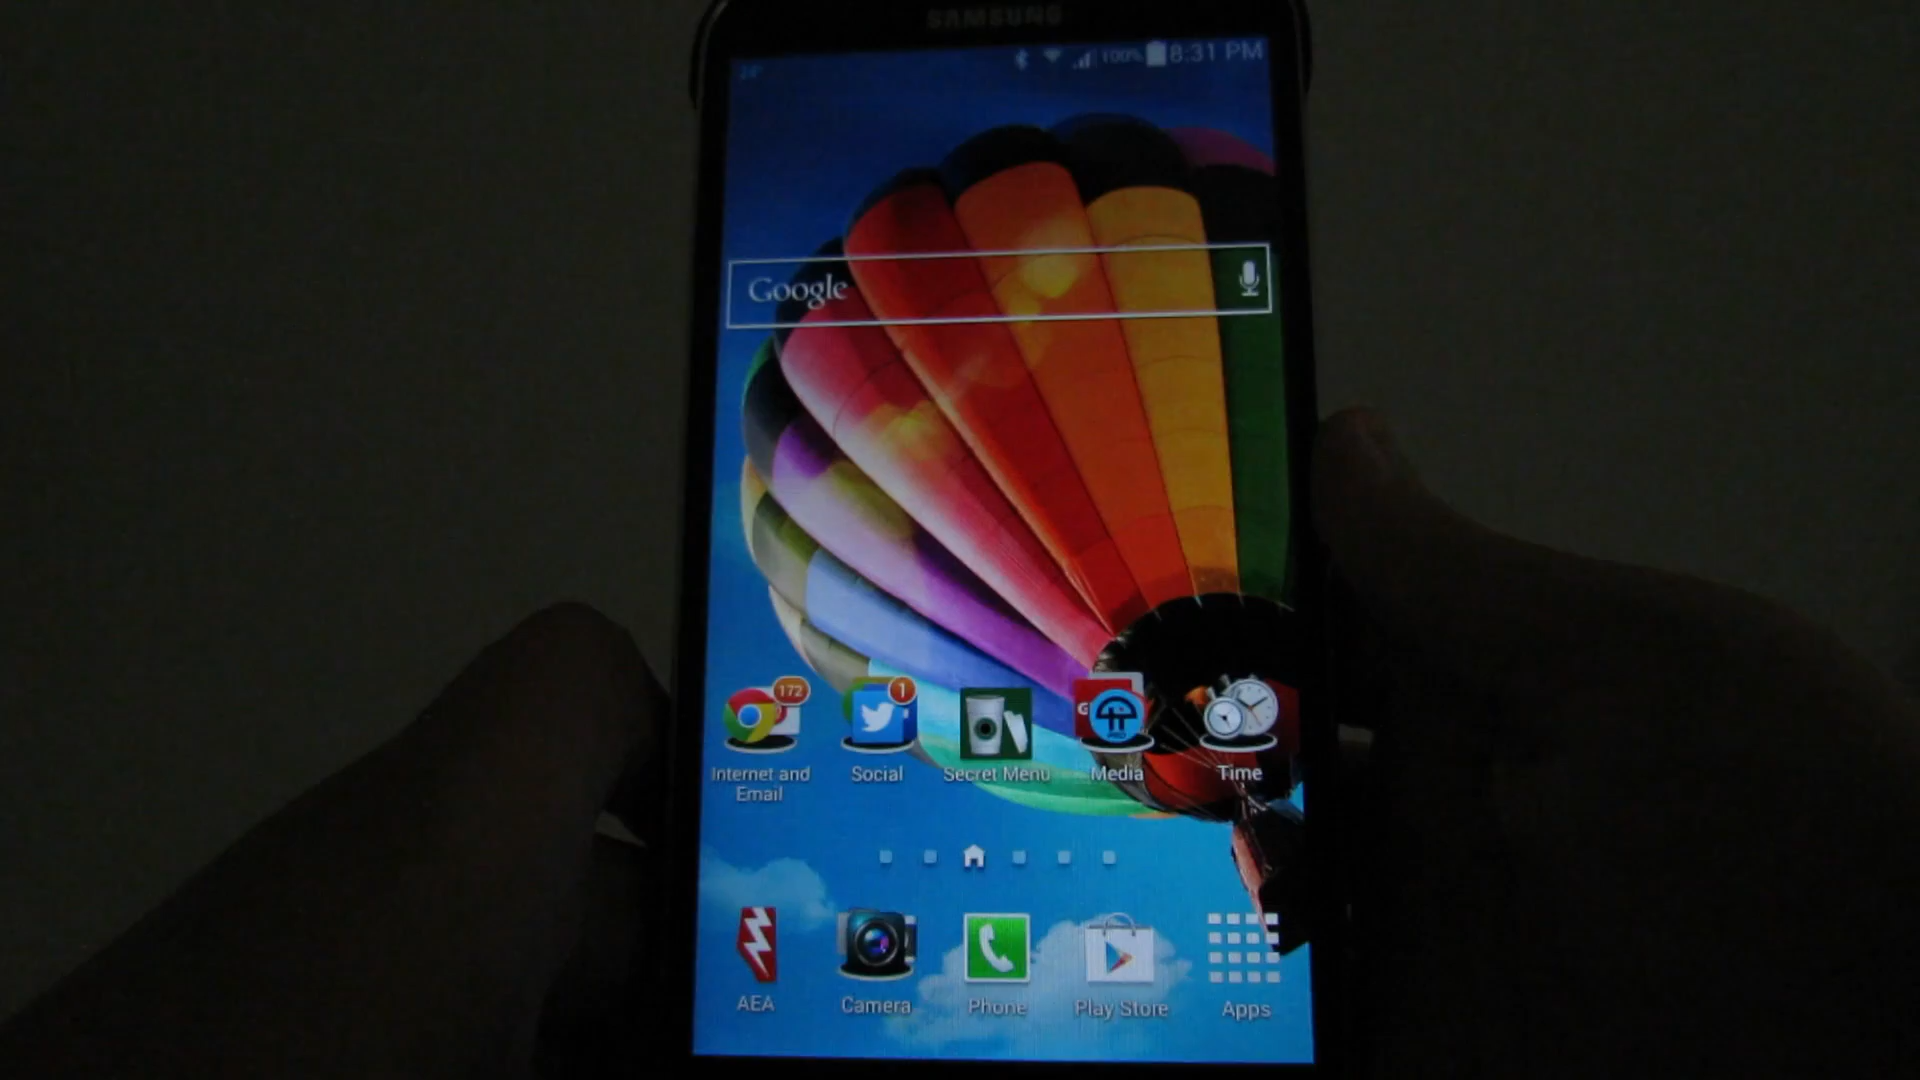 SAMSUNG
24°
100% 8:31 PM
Google
172
1
Internet and
Email
Social
Secret Menu
Media
Time
AEA
Camera
Phone
Play Store
Apps